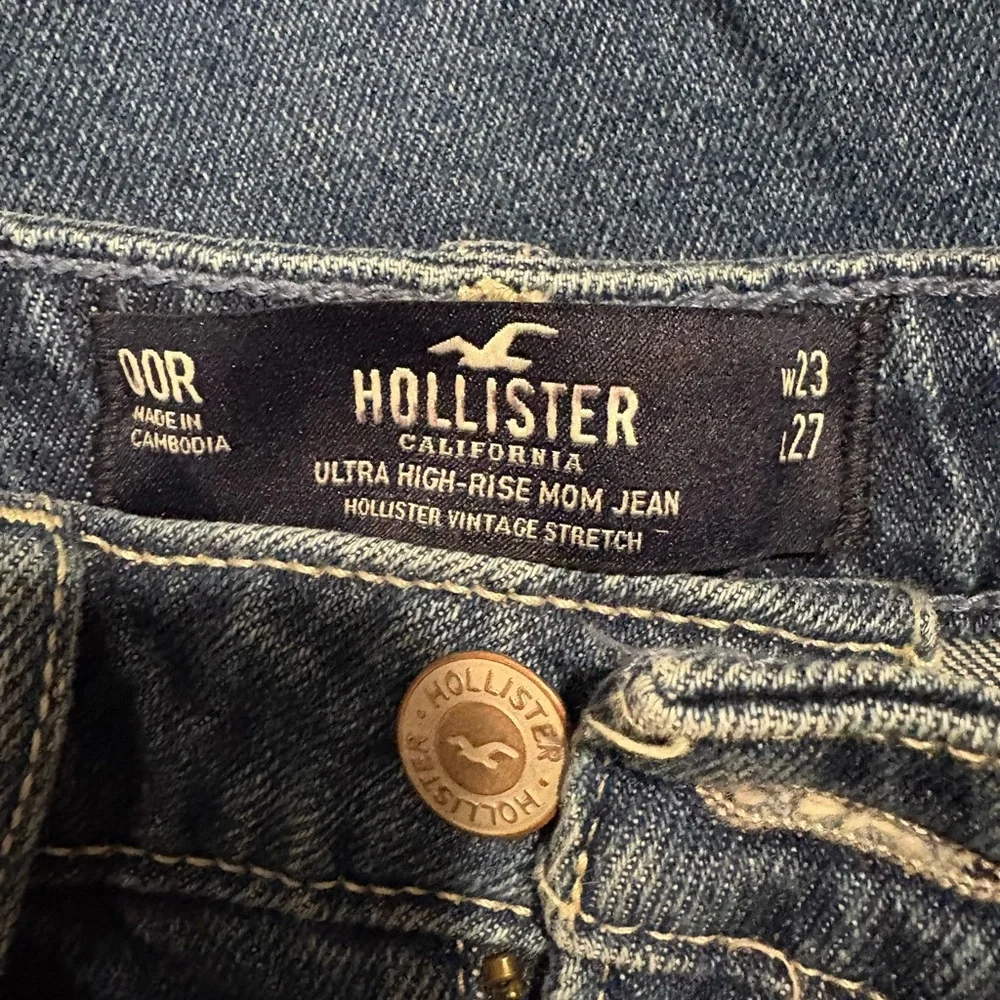 00R
MADE IN
CAMBODIA
HOLLISTER
CALIFORNIA
ULTRA HIGH-RISE MOM JEAN
HOLLISTER VINTAGE STRETCH
W23
L27
HOLLISTER · HOLLISTER ·